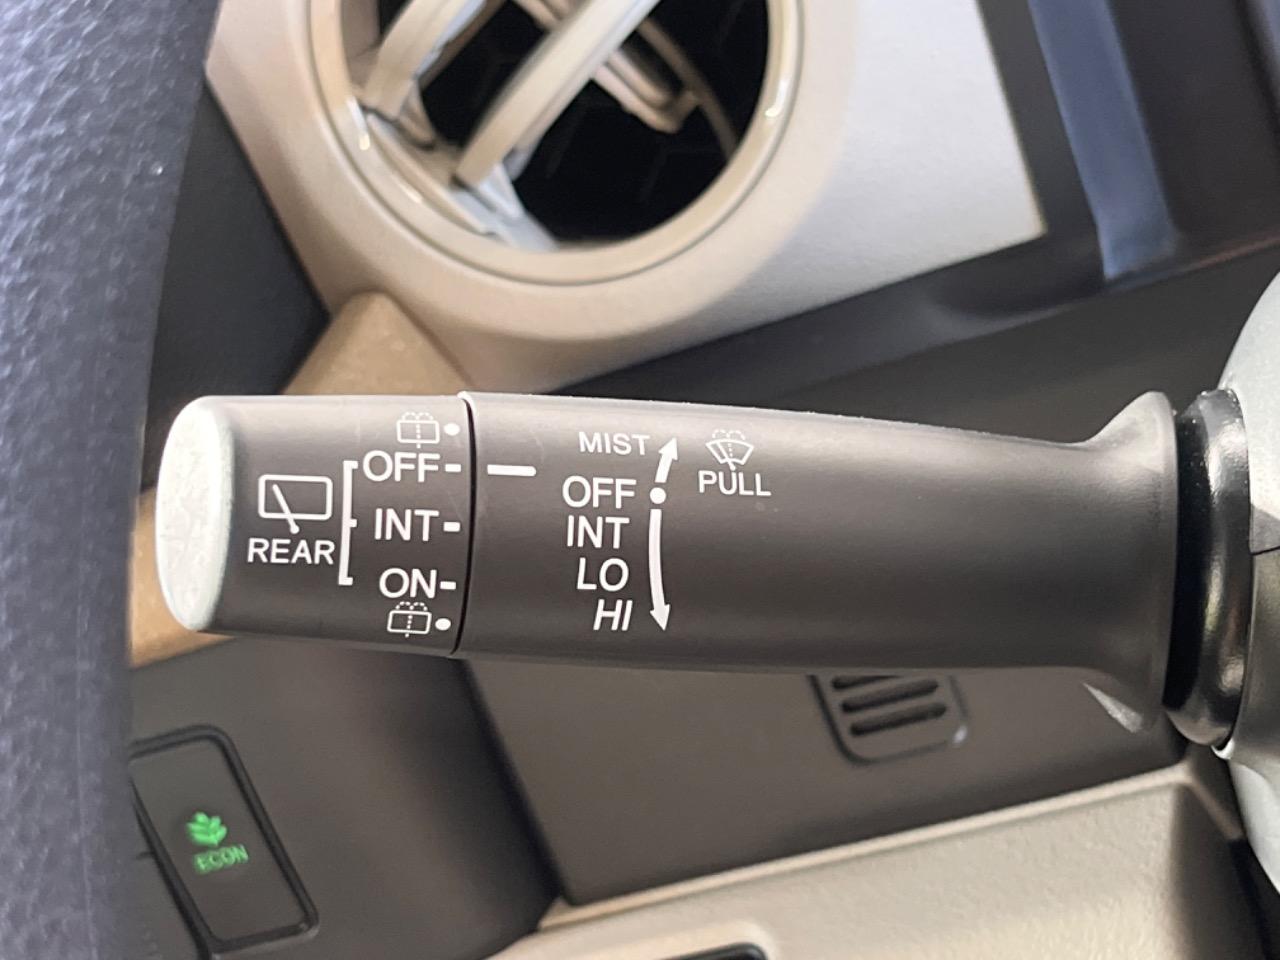 REAR
OFF
INT
ON
MIST
OFF
INT
LO
HI
PULL
ECON